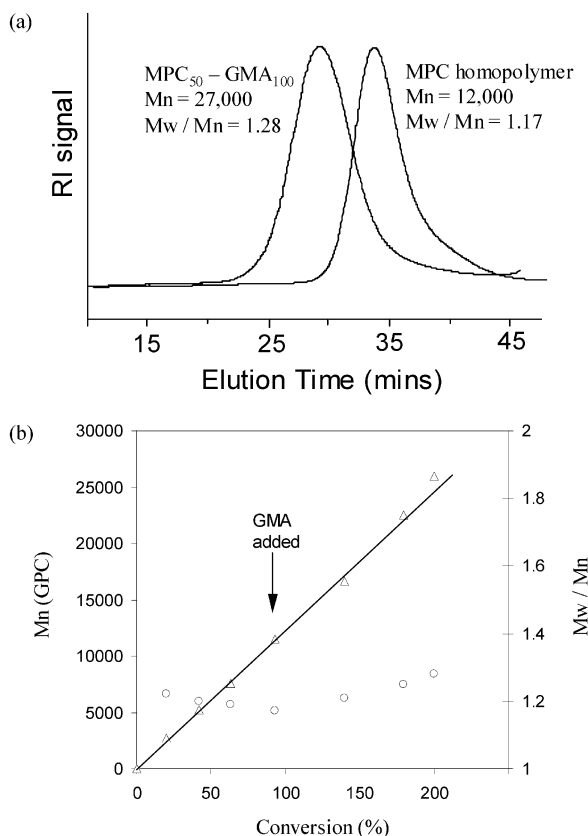 (a)
MPC50 – GMA100
Mn = 27,000
Mw / Mn = 1.28
MPC homopolymer
Mn = 12,000
Mw / Mn = 1.17
RI signal
15 25 35 45
Elution Time (mins)
(b)
30000
25000
20000
15000
10000
5000
0
Mn (GPC)
GMA
added
2
1.8
1.6
1.4
1.2
1
Mw / Mn
0 50 100 150 200 250
Conversion (%)